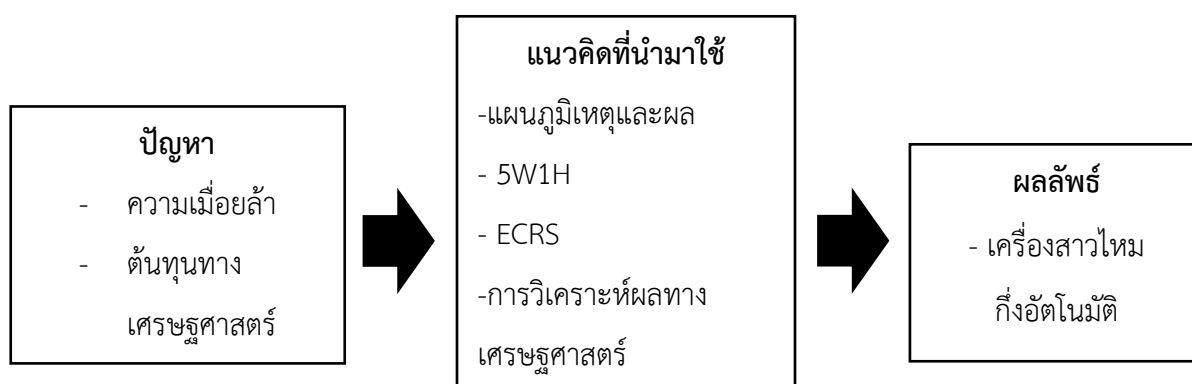 ปัญหา
- ความเมื่อยล้า
- ต้นทุนทาง
เศรษฐศาสตร์
แนวคิดที่นำมาใช้
-แผนภูมิเหตุและผล
- 5W1H
- ECRS
-การวิเคราะห์ผลทาง
เศรษฐศาสตร์
ผลลัพธ์
- เครื่องสาวไหม
กึ่งอัตโนมัติ